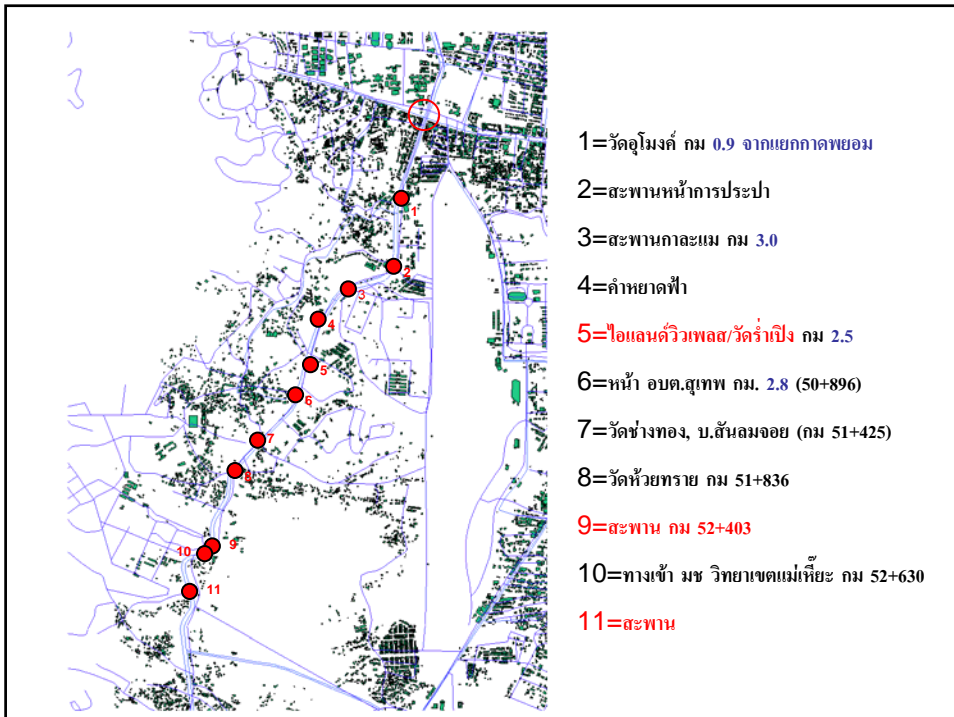 1=วัดอุโมงค์ กม 0.9 จากแยกกาดพยอม
2=สะพานหน้าการประปา
3=สะพานกาละแม กม 3.0
4=คำหยาดฟ้า
5=ไอแลนด์วิวเพลส/วัดร่ำเปิง กม 2.5
6=หน้า อบต.สุเทพ กม. 2.8 (50+896)
7=วัดช่างทอง, บ.สันลมจอย (กม 51+425)
8=วัดห้วยทราย กม 51+836
9=สะพาน กม 52+403
10=ทางเข้า มช วิทยาเขตแม่เหี๊ยะ กม 52+630
11=สะพาน
1
2
3
4
5
6
7
8
9
10
11